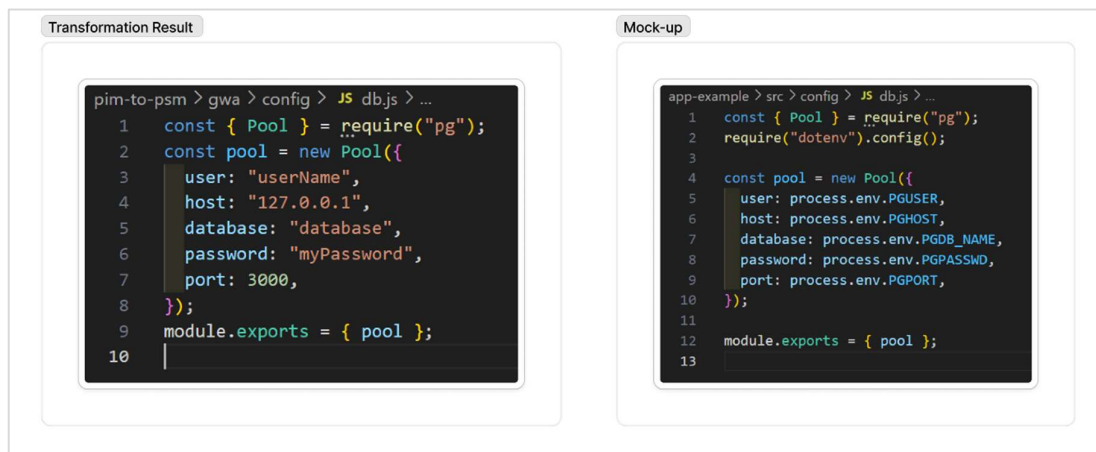 Transformation Result
pim-to-psm > gwa > config > JS db.js > ...
1 const { Pool } = require("pg");
2 const pool = new Pool({
3 user: "userName",
4 host: "127.0.0.1",
5 database: "database",
6 password: "myPassword",
7 port: 3000,
8 });
9 module.exports = { pool };
10
Mock-up
app-example > src > config > JS db.js > ...
1 const { Pool } = require("pg");
2 require("dotenv").config();
3
4 const pool = new Pool({
5 user: process.env.PGUSER,
6 host: process.env.PGHOST,
7 database: process.env.PGDB_NAME,
8 password: process.env.PGPASSWD,
9 port: process.env.PGPORT,
10 });
11
12 module.exports = { pool };
13